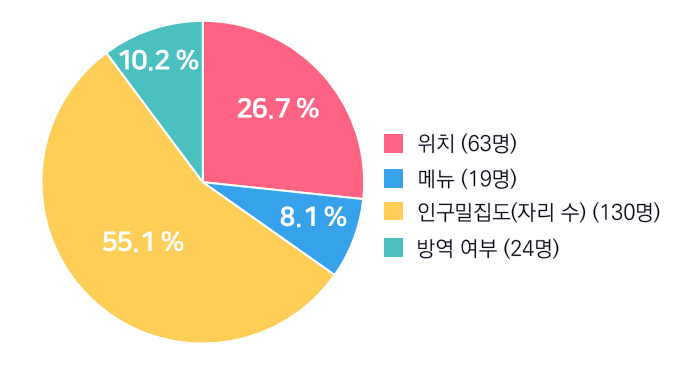 10.2 %
26.7 %
8.1 %
55.1 %
위치 (63명)
메뉴 (19명)
인구밀집도(자리 수) (130명)
방역 여부 (24명)